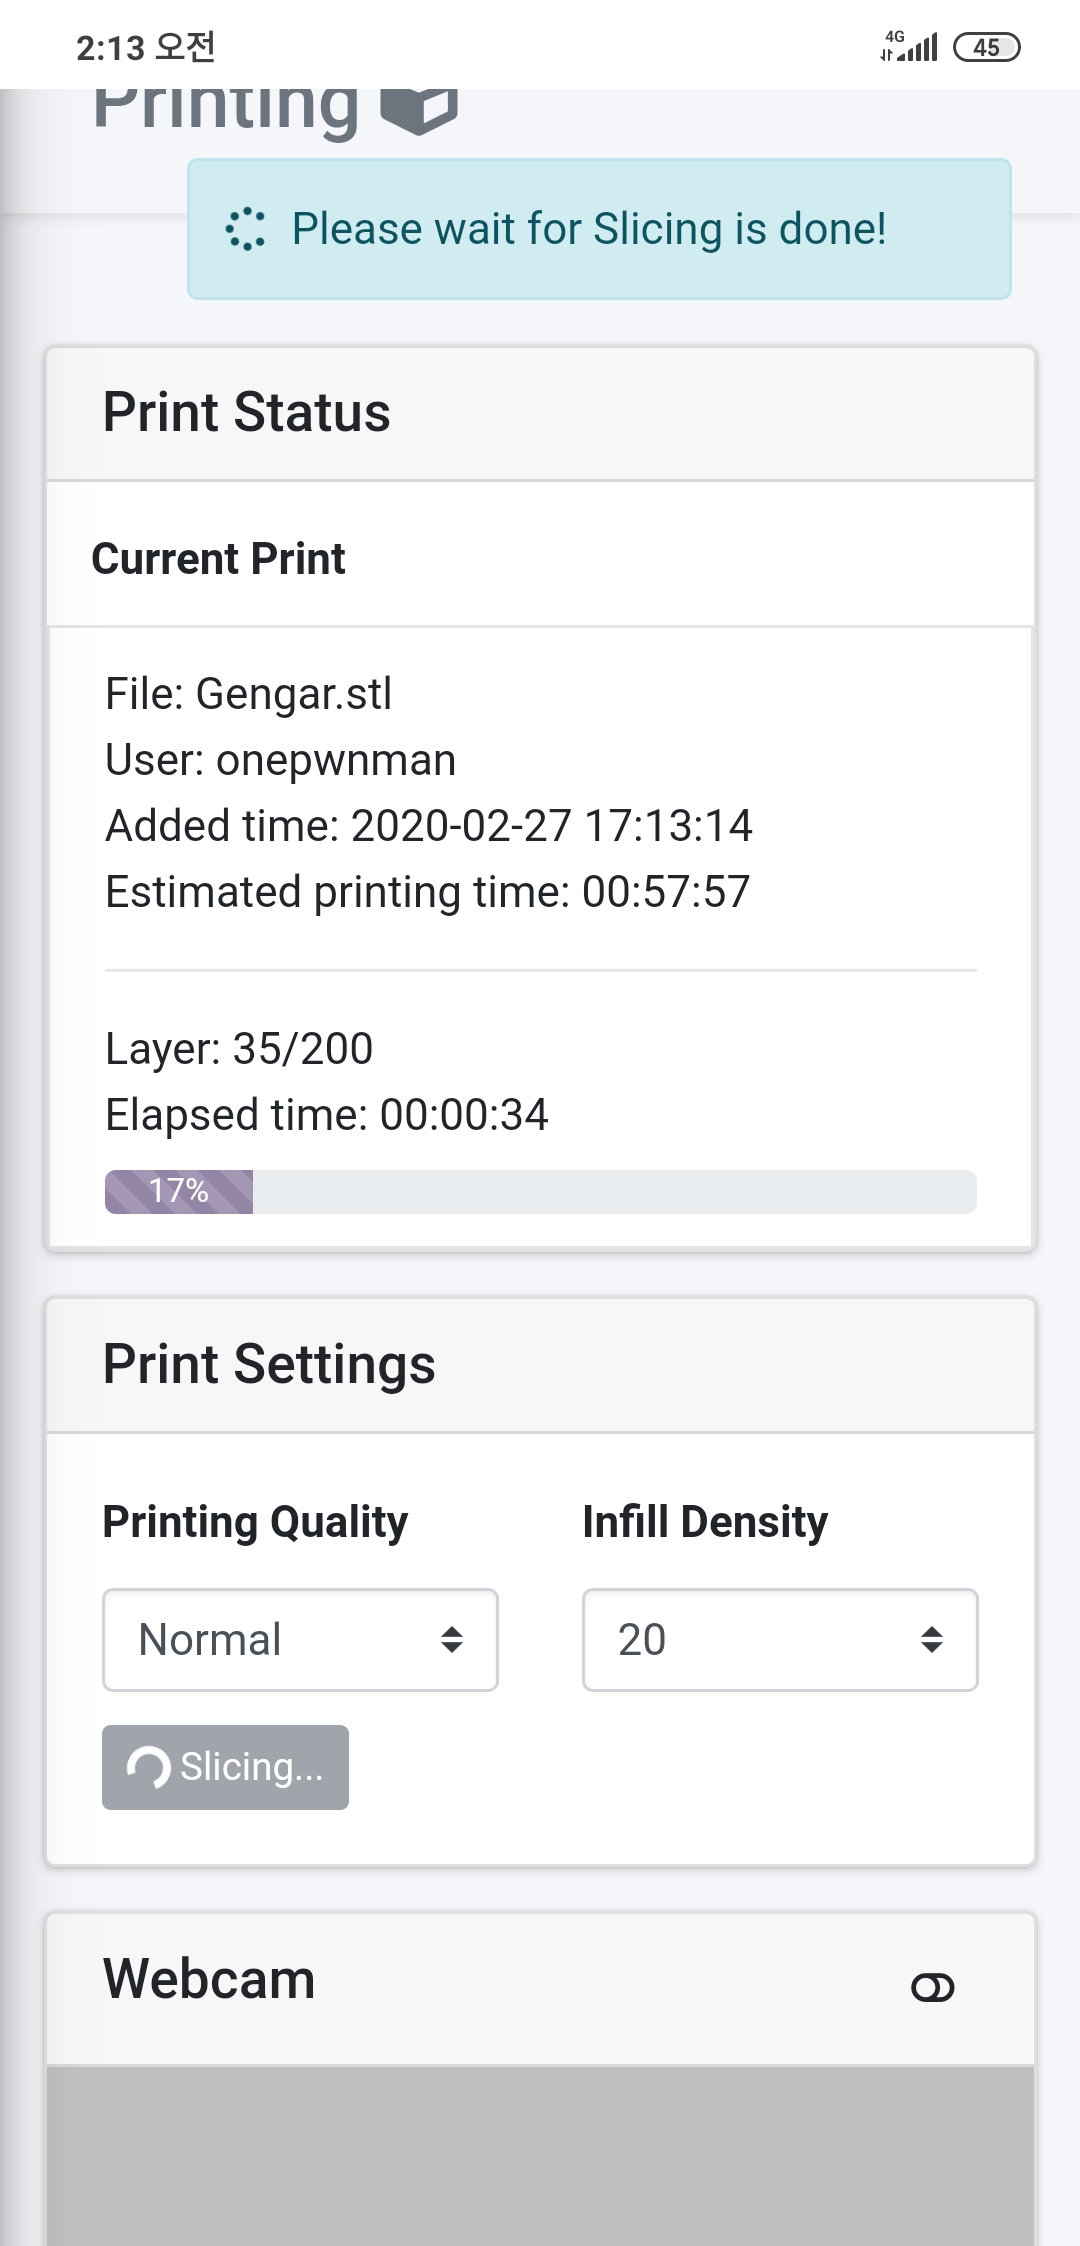 2:13 오전
4G
45
Printing
Please wait for Slicing is done!
Print Status
Current Print
File: Gengar.stl
User: onepwnman
Added time: 2020-02-27 17:13:14
Estimated printing time: 00:57:57
Layer: 35/200
Elapsed time: 00:00:34
17%
Print Settings
Printing Quality
Infill Density
Normal
20
Slicing...
Webcam